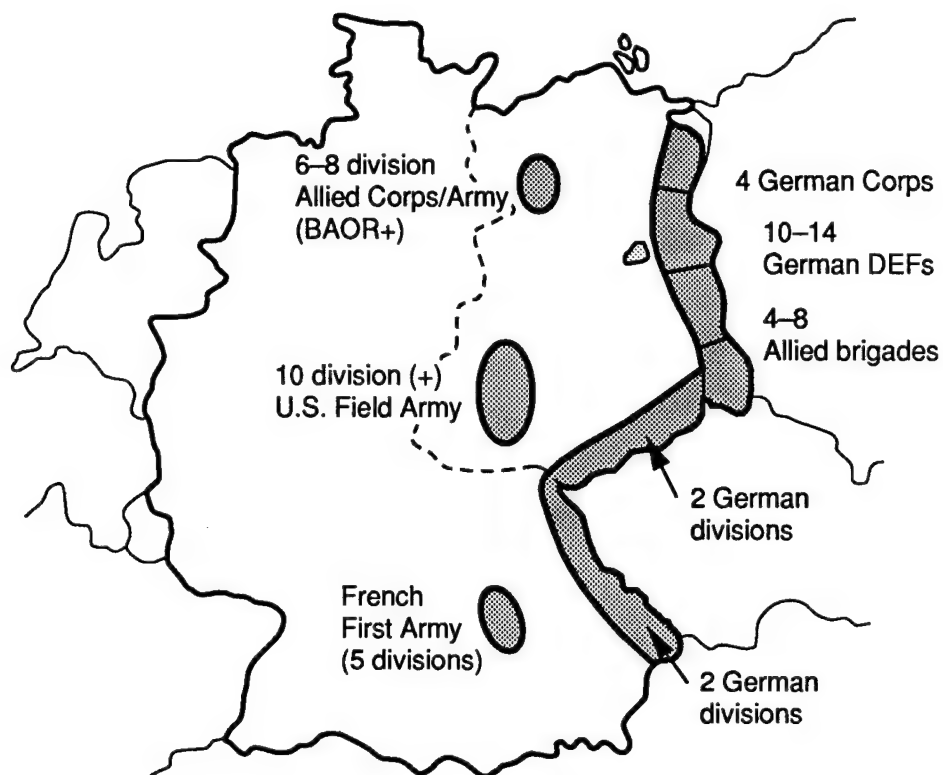 6–8 division
Allied Corps/Army
(BAOR+)
4 German Corps
10–14
German DEFs
4–8
Allied brigades
10 division (+)
U.S. Field Army
2 German
divisions
French
First Army
(5 divisions)
2 German
divisions